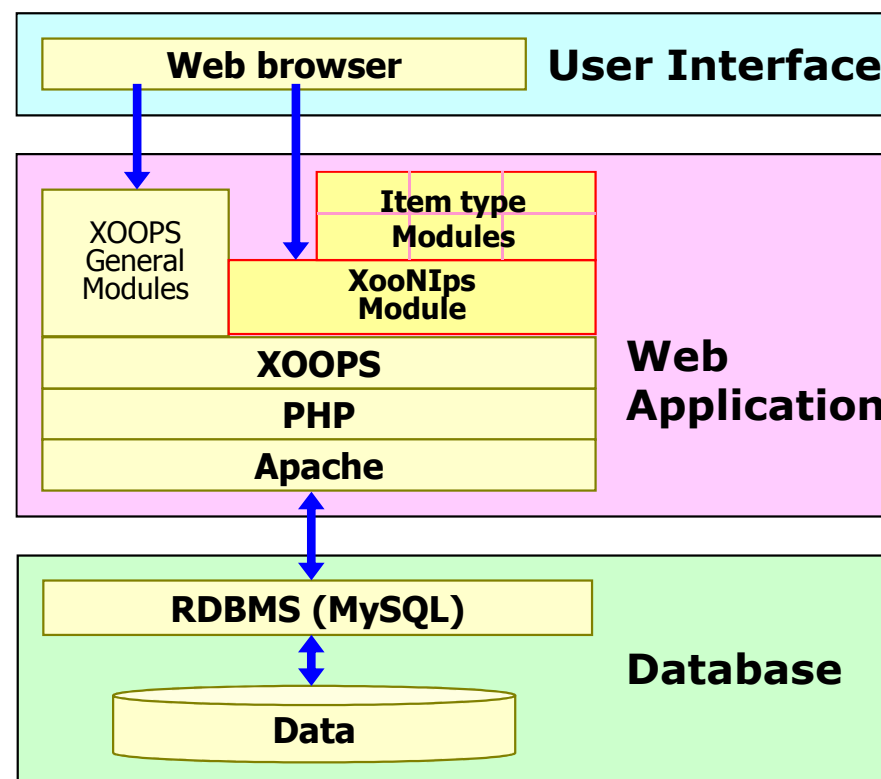 Web browser
User Interface
Item type
Modules
XOOPS
General
Modules
XooNIps
Module
XOOPS
PHP
Apache
Web
Application
RDBMS (MySQL)
Data
Database